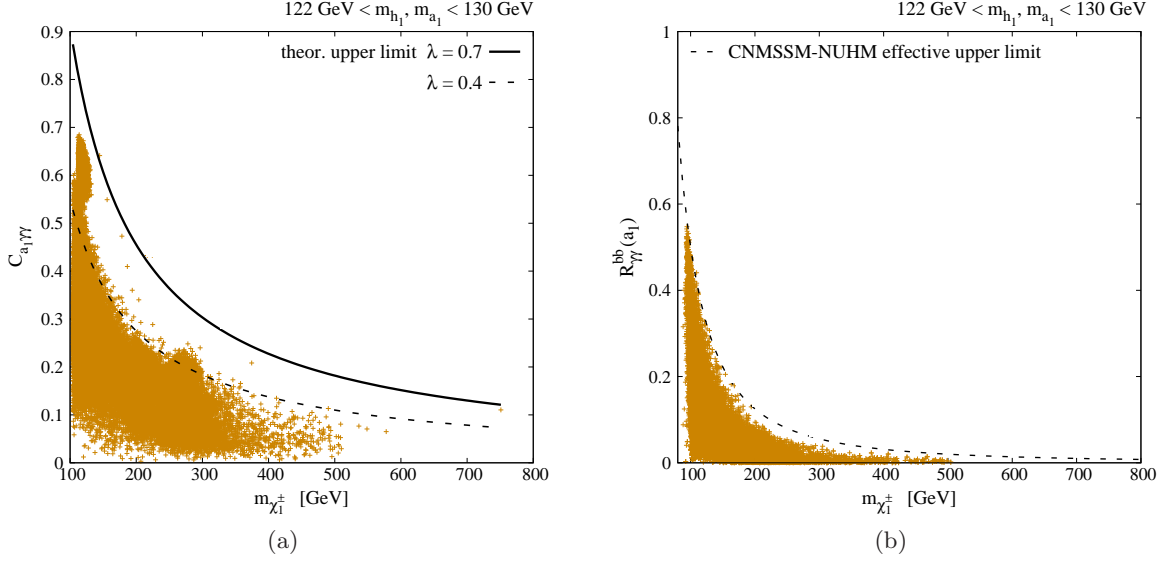 122 GeV < m_{h_1}, m_{a_1} < 130 GeV
0.9
0.8
0.7
0.6
0.5
0.4
0.3
0.2
0.1
0
C_{a_1γγ}
theor. upper limit λ = 0.7
λ = 0.4
100 200 300 400 500 600 700 800
m_{χ_1^±} [GeV]
(a)
122 GeV < m_{h_1}, m_{a_1} < 130 GeV
1
0.8
0.6
0.4
0.2
0
R_{γγ}^{bb}(a_1)
CNMSSM-NUHM effective upper limit
100 200 300 400 500 600 700 800
m_{χ_1^±} [GeV]
(b)